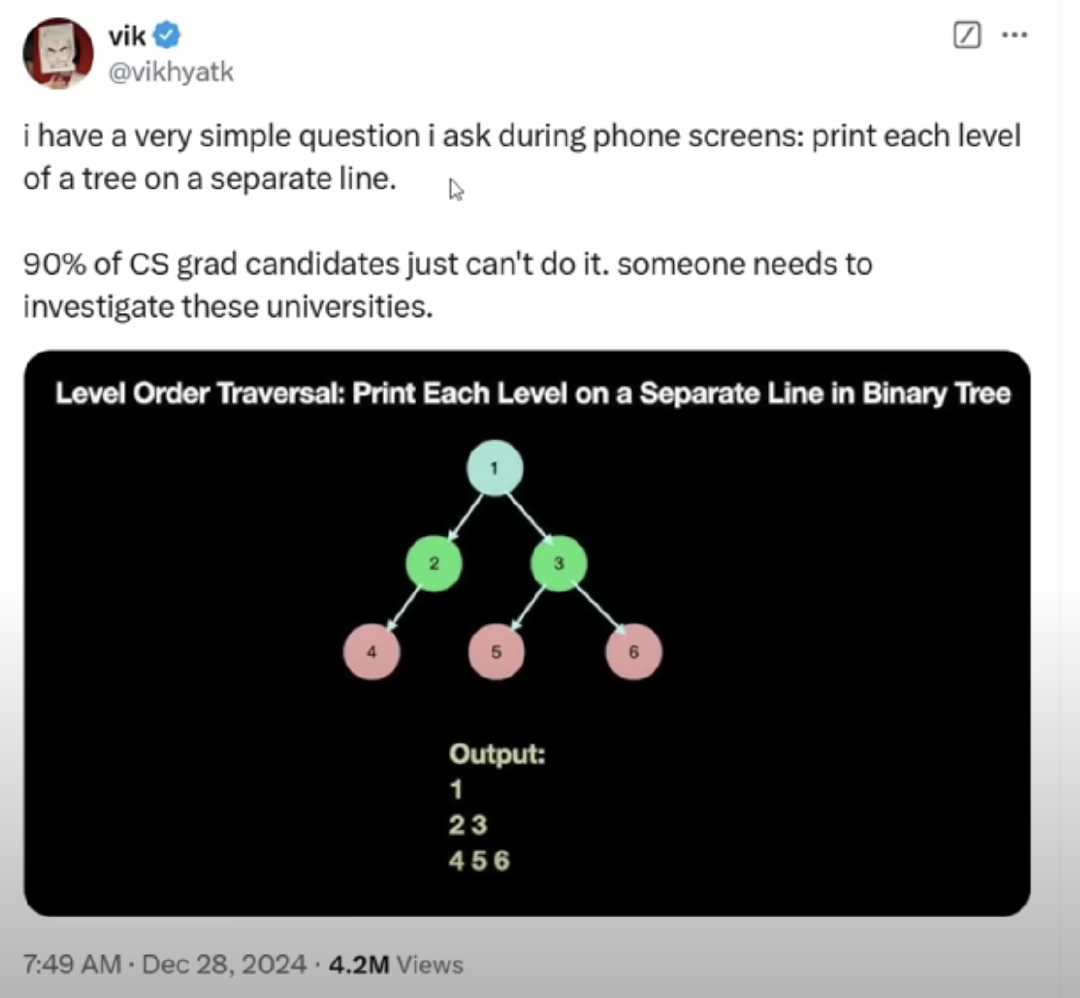 vik
@vikhyatk
i have a very simple question i ask during phone screens: print each level
of a tree on a separate line.
90% of CS grad candidates just can't do it. someone needs to
investigate these universities.
Level Order Traversal: Print Each Level on a Separate Line in Binary Tree
1
2 3
4 5 6
Output:
1
2 3
4 5 6
7:49 AM · Dec 28, 2024 · 4.2M Views